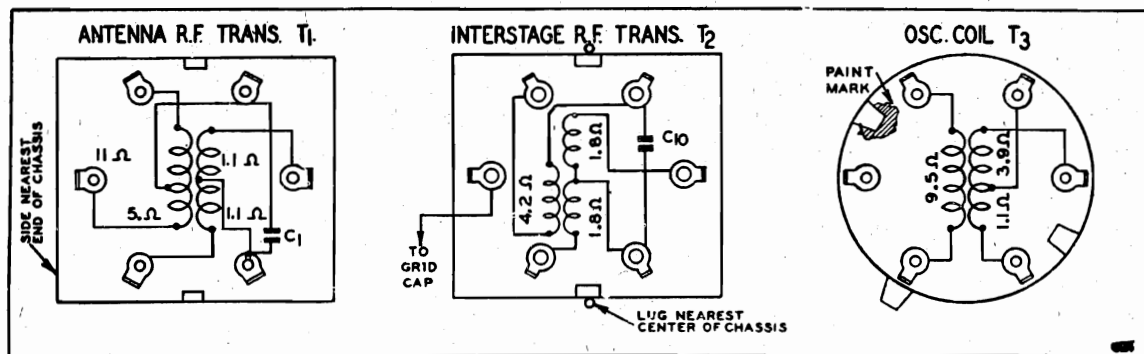 ANTENNA R.F. TRANS. T1.
SIDE NEAREST
END OF CHASSIS
11 Ω
5. Ω
1.1 Ω
1.1 Ω
C1
INTERSTAGE R.F. TRANS. T2
4.2 Ω
1.8 Ω
1.8 Ω
C10
TO
GRID
CAP
LUG NEAREST
CENTER OF CHASSIS
OSC. COIL T3
PAINT
MARK
9.5 Ω
3.9 Ω
1.1 Ω